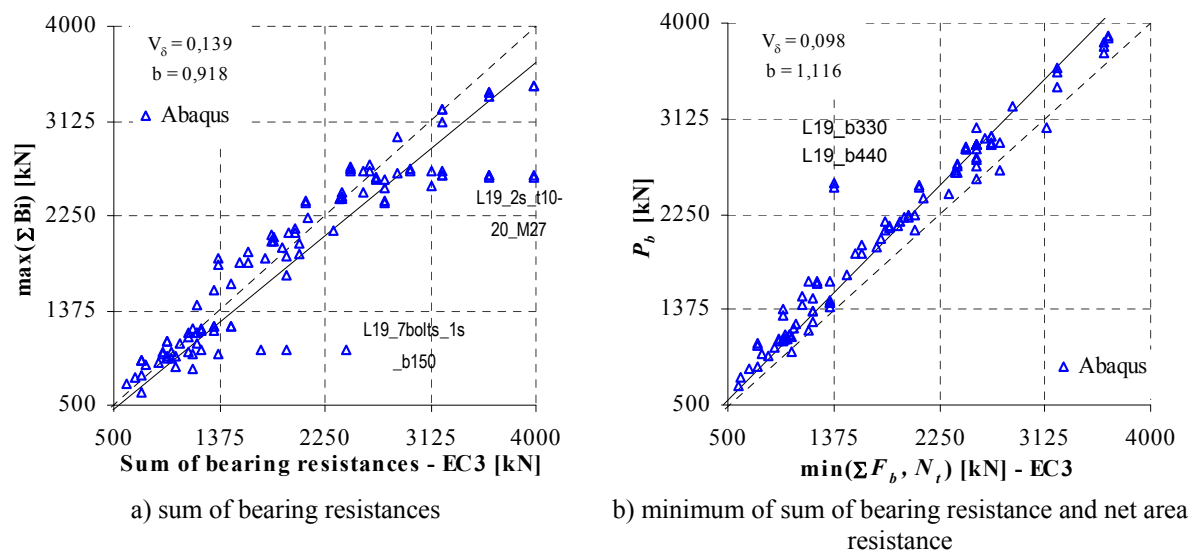 4000
3125
2250
1375
500
max(ΣBi) [kN]
V_δ = 0,139
b = 0,918
Abaqus
L19_2s_t10-
20_M27
L19_7bolts_1s
_b150
500 1375 2250 3125 4000
Sum of bearing resistances - EC3 [kN]
a) sum of bearing resistances
4000
3125
2250
1375
500
P_b [kN]
V_δ = 0,098
b = 1,116
L19_b330
L19_b440
Abaqus
500 1375 2250 3125 4000
min(ΣF_b, N_t) [kN] - EC3
b) minimum of sum of bearing resistance and net area
resistance